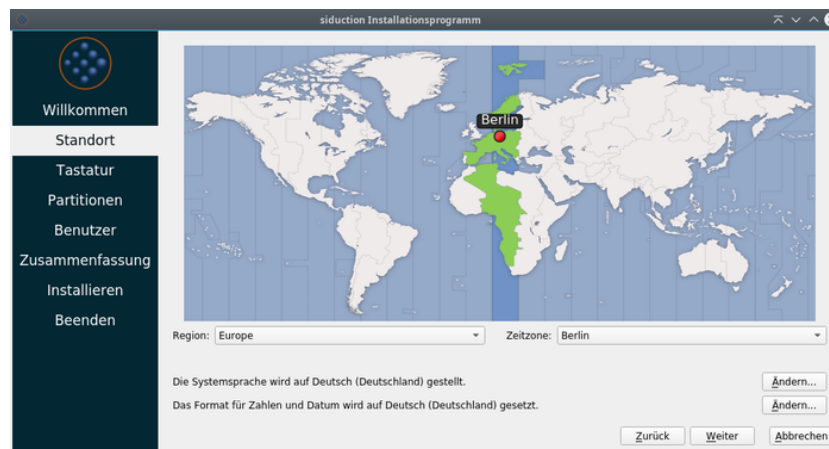 siduction Installationsprogramm
Willkommen
Standort
Tastatur
Partitionen
Benutzer
Zusammenfassung
Installieren
Beenden
Berlin
Region: Europe Zeitzone: Berlin
Die Systemsprache wird auf Deutsch (Deutschland) gestellt. Ändern...
Das Format für Zahlen und Datum wird auf Deutsch (Deutschland) gesetzt. Ändern...
Zurück Weiter Abbrechen